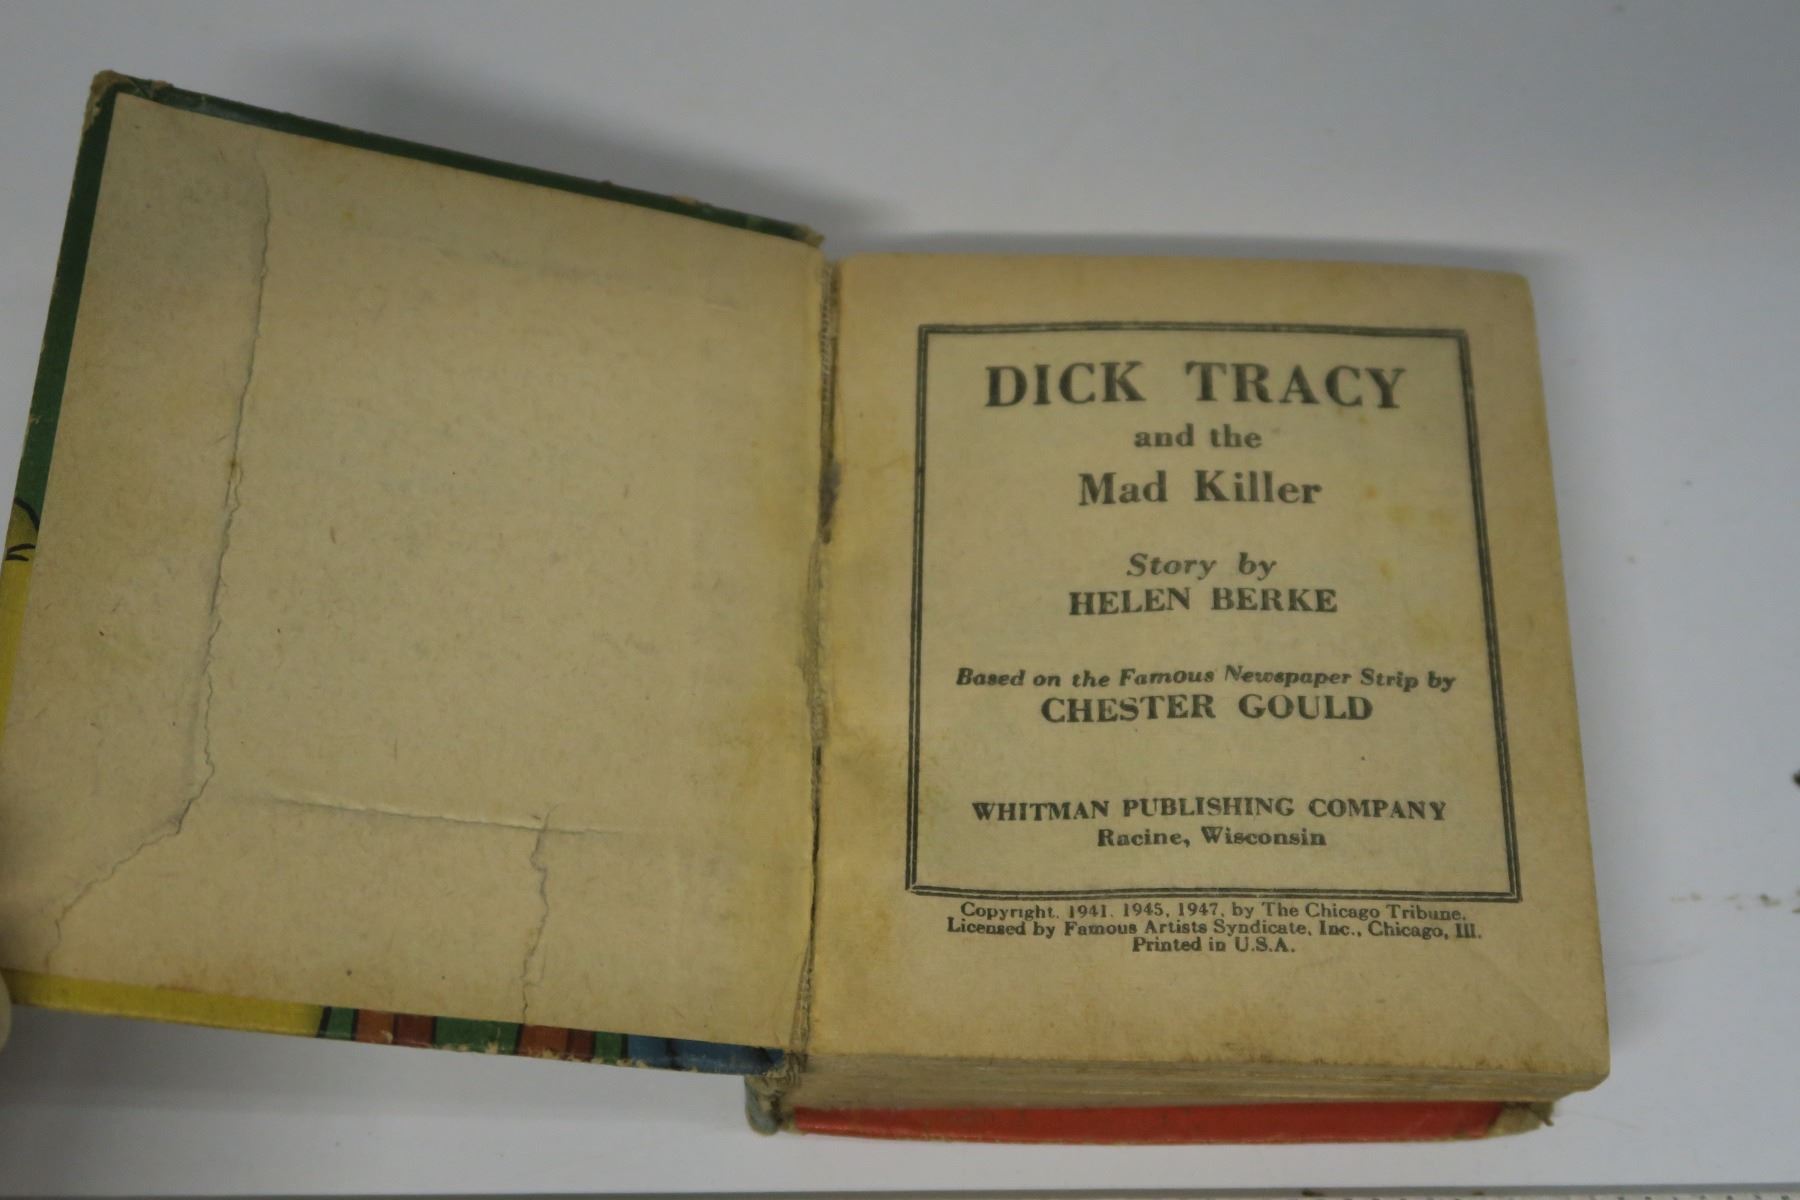 DICK TRACY
and the
Mad Killer
Story by
HELEN BERKE
Based on the Famous Newspaper Strip by
CHESTER GOULD
WHITMAN PUBLISHING COMPANY
Racine, Wisconsin
Copyright, 1941, 1945, 1947, by The Chicago Tribune.
Licensed by Famous Artists Syndicate, Inc., Chicago, Ill.
Printed in U.S.A.